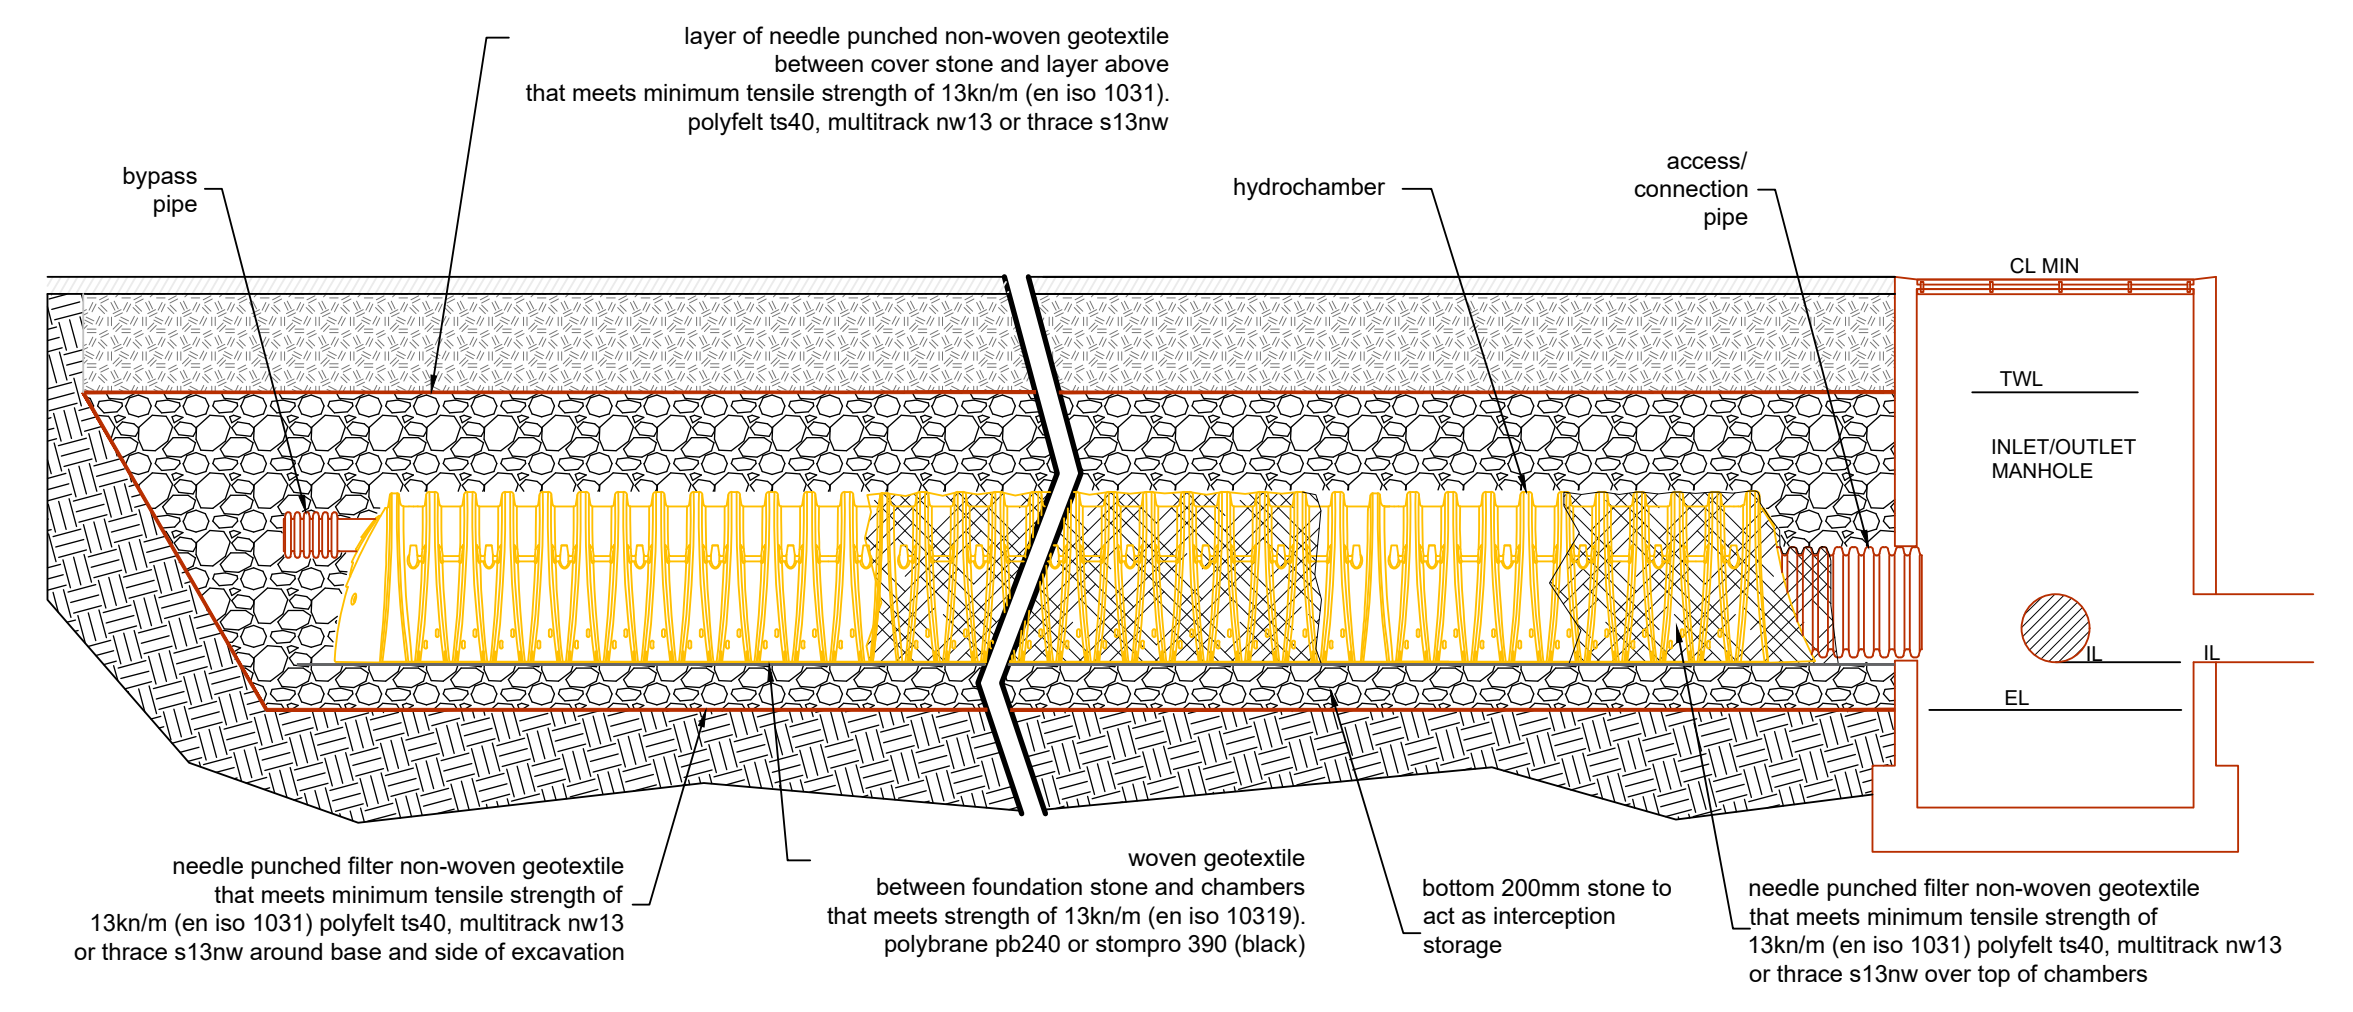 layer of needle punched non-woven geotextile
between cover stone and layer above
that meets minimum tensile strength of 13kn/m (en iso 1031).
polyfelt ts40, multitrack nw13 or thrace s13nw
bypass
pipe
hydrochamber
access/
connection
pipe
CL MIN
TWL
INLET/OUTLET
MANHOLE
IL
IL
EL
needle punched filter non-woven geotextile
that meets minimum tensile strength of
13kn/m (en iso 1031) polyfelt ts40, multitrack nw13
or thrace s13nw around base and side of excavation
woven geotextile
between foundation stone and chambers
that meets strength of 13kn/m (en iso 10319).
polybrane pb240 or stompro 390 (black)
bottom 200mm stone to
act as interception
storage
needle punched filter non-woven geotextile
that meets minimum tensile strength of
13kn/m (en iso 1031) polyfelt ts40, multitrack nw13
or thrace s13nw over top of chambers